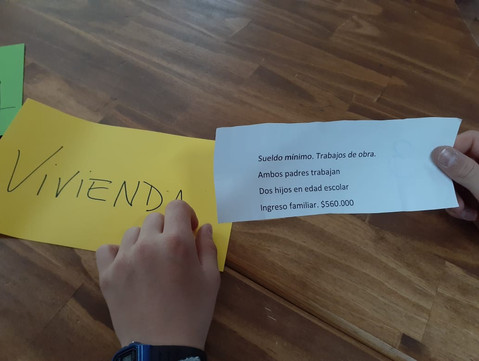 VIVIENDA
Sueldo mínimo. Trabajos de obra.
Ambos padres trabajan
Dos hijos en edad escolar
Ingreso familiar. $560.000